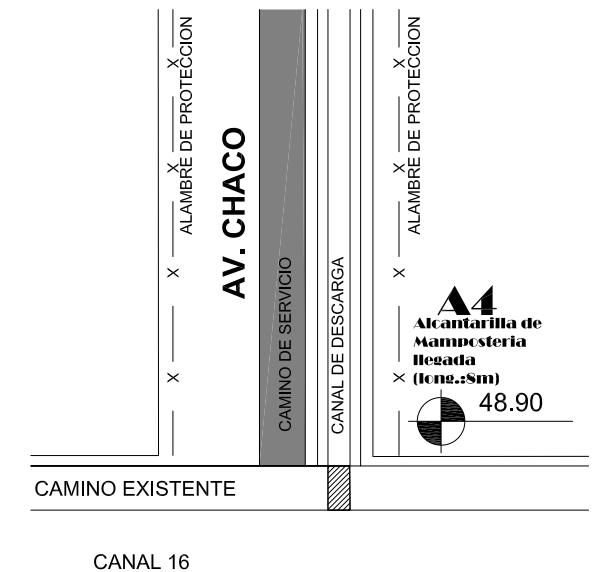 ALAMBRE DE PROTECCION
AV. CHACO
CAMINO DE SERVICIO
CANAL DE DESCARGA
ALAMBRE DE PROTECCION
A4
Alcantarilla de
Mamposteria
llegada
(long.:8m)
48.90
CAMINO EXISTENTE
CANAL 16